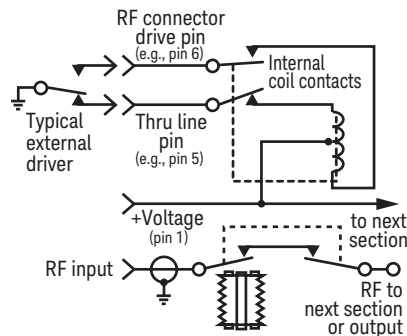 RF connector
drive pin
(e.g., pin 6)
Internal
coil contacts
Typical
external
driver
Thru line
pin
(e.g., pin 5)
+Voltage
(pin 1)
to next
section
RF input
RF to
next section
or output